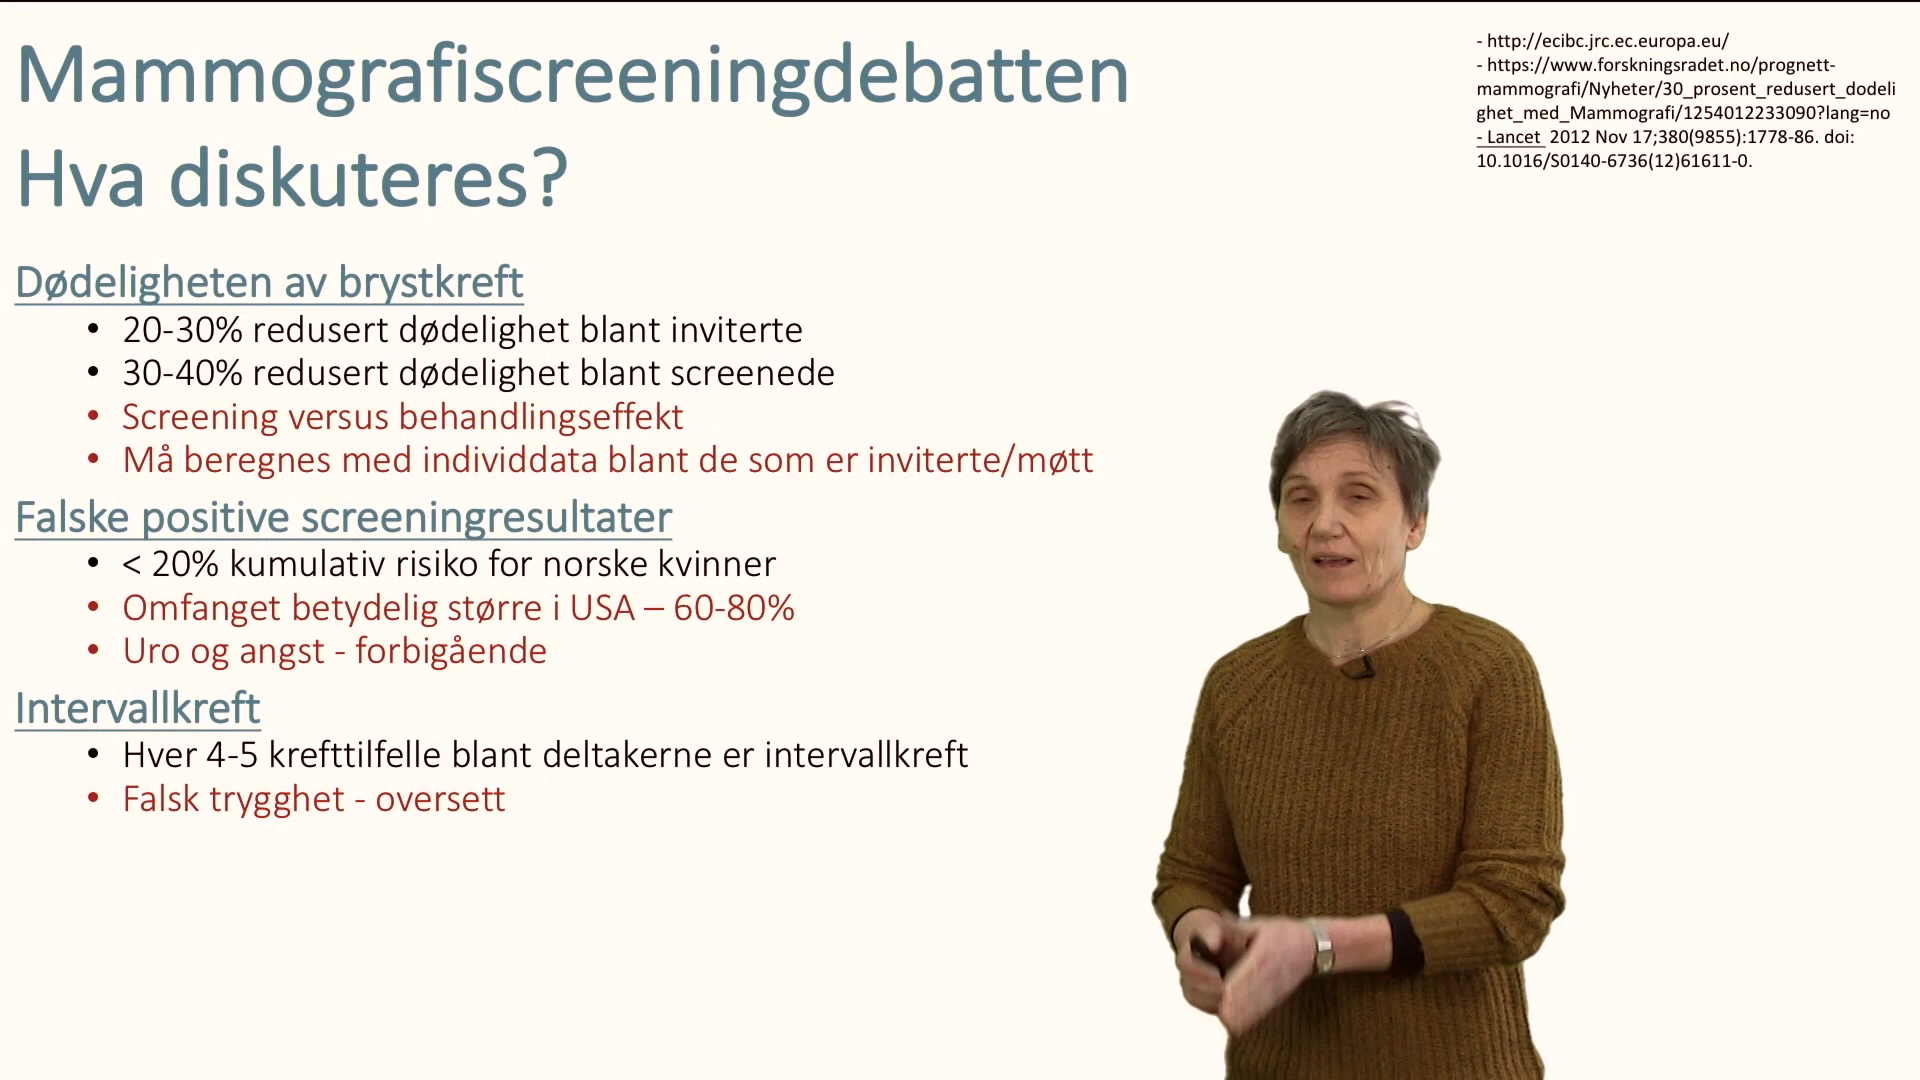 Mammografiscreeningdebatten
Hva diskuteres?
- http://ecibc.jrc.ec.europa.eu/
- https://www.forskningsradet.no/prognett-
mammografi/Nyheter/30_prosent_redusert_dodeli
ghet_med_Mammografi/1254012233090?lang=no
- Lancet  2012 Nov 17;380(9855):1778-86. doi:
10.1016/S0140-6736(12)61611-0.
Dødeligheten av brystkreft
• 20-30% redusert dødelighet blant inviterte
• 30-40% redusert dødelighet blant screenede
• Screening versus behandlingseffekt
• Må beregnes med individdata blant de som er inviterte/møtt
Falske positive screeningresultater
• < 20% kumulativ risiko for norske kvinner
• Omfanget betydelig større i USA – 60-80%
• Uro og angst - forbigående
Intervallkreft
• Hver 4-5 krefttilfelle blant deltakerne er intervallkreft
• Falsk trygghet - oversett